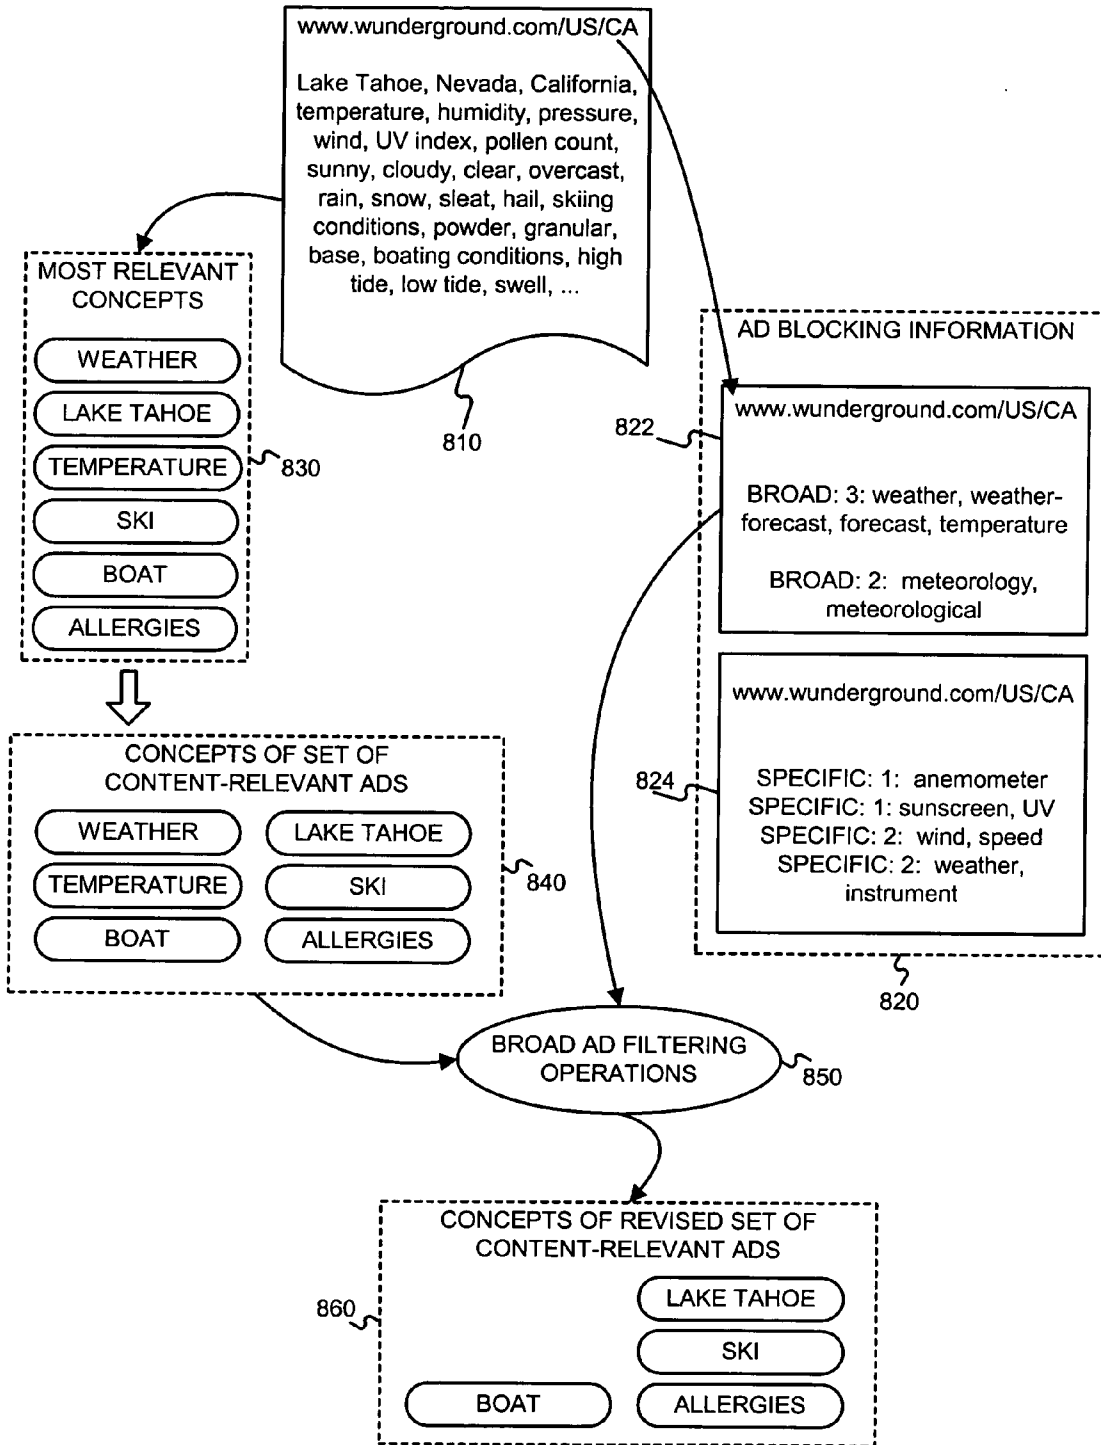 www.wunderground.com/US/CA
Lake Tahoe, Nevada, California,
temperature, humidity, pressure,
wind, UV index, pollen count,
sunny, cloudy, clear, overcast,
rain, snow, sleat, hail, skiing
conditions, powder, granular,
base, boating conditions, high
tide, low tide, swell, ...
810
MOST RELEVANT
CONCEPTS
WEATHER
LAKE TAHOE
TEMPERATURE
SKI
BOAT
ALLERGIES
830
AD BLOCKING INFORMATION
www.wunderground.com/US/CA
BROAD: 3: weather, weather-
forecast, forecast, temperature
BROAD: 2: meteorology,
meteorological
822
www.wunderground.com/US/CA
SPECIFIC: 1: anemometer
SPECIFIC: 1: sunscreen, UV
SPECIFIC: 2: wind, speed
SPECIFIC: 2: weather,
instrument
824
820
CONCEPTS OF SET OF
CONTENT-RELEVANT ADS
WEATHER
LAKE TAHOE
TEMPERATURE
SKI
BOAT
ALLERGIES
840
BROAD AD FILTERING
OPERATIONS
850
CONCEPTS OF REVISED SET OF
CONTENT-RELEVANT ADS
LAKE TAHOE
SKI
BOAT
ALLERGIES
860